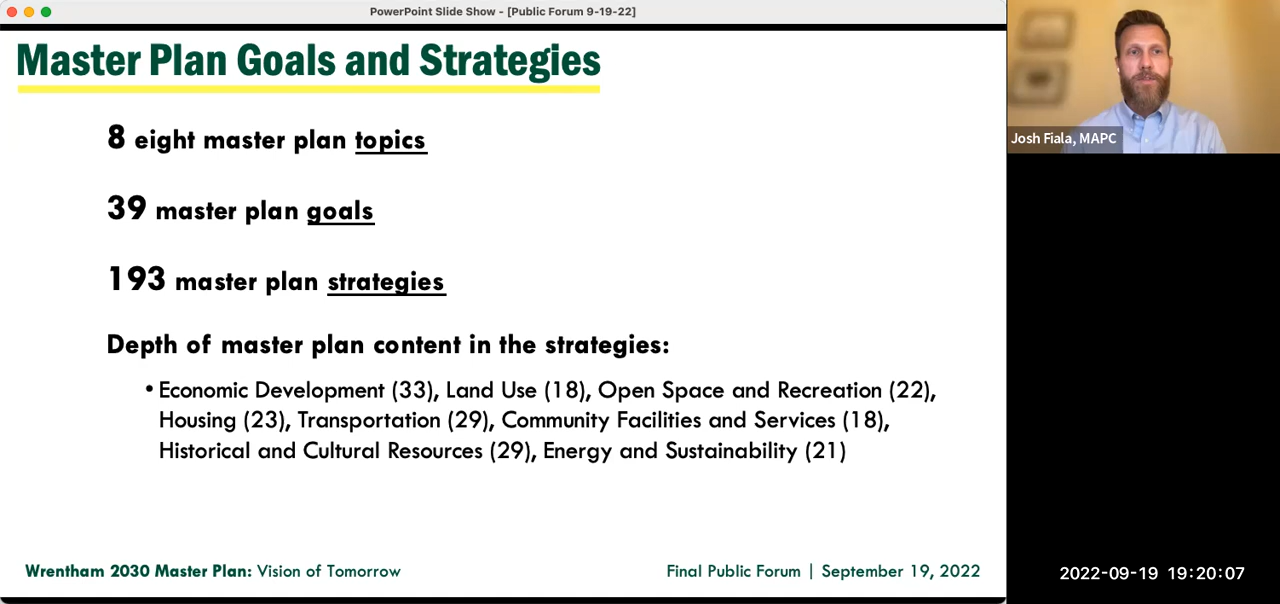 PowerPoint Slide Show - [Public Forum 9-19-22]
Master Plan Goals and Strategies
8 eight master plan topics
39 master plan goals
193 master plan strategies
Depth of master plan content in the strategies:
• Economic Development (33), Land Use (18), Open Space and Recreation (22),
Housing (23), Transportation (29), Community Facilities and Services (18),
Historical and Cultural Resources (29), Energy and Sustainability (21)
Wrentham 2030 Master Plan: Vision of Tomorrow
Final Public Forum | September 19, 2022
Josh Fiala, MAPC
2022-09-19 19:20:07